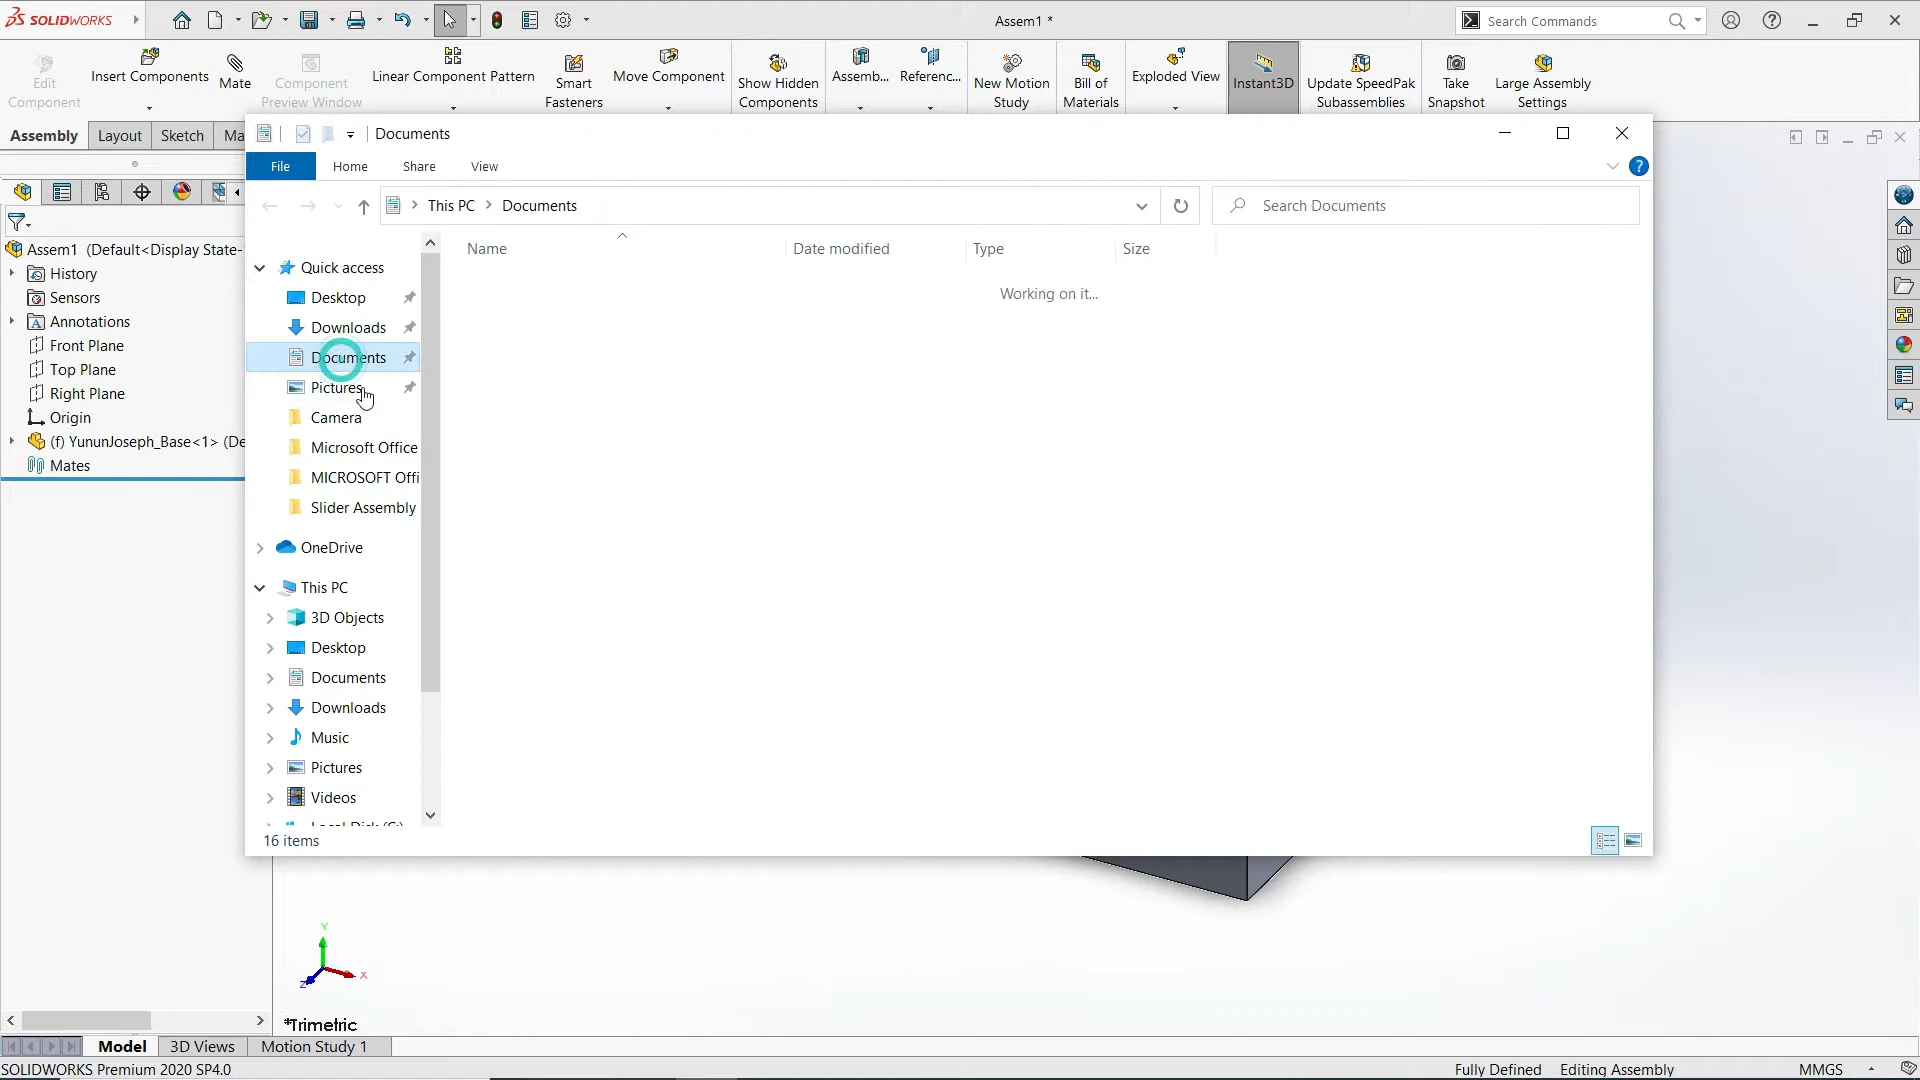 SOLIDWORKS
Assem1 *
Search Commands
Edit
Component
Insert Components
Mate
Component
Preview Window
Linear Component Pattern
Smart
Fasteners
Move Component
Show Hidden
Components
Assemb...
Referenc...
New Motion
Study
Bill of
Materials
Exploded View
Instant3D
Update SpeedPak
Subassemblies
Take
Snapshot
Large Assembly
Settings
Assembly
Layout
Sketch
Ma
Documents
File
Home
Share
View
This PC
Documents
Search Documents
Name
Date modified
Type
Size
Working on it...
Quick access
Desktop
Downloads
Documents
Pictures
Camera
Microsoft Office
MICROSOFT Offi
Slider Assembly
OneDrive
This PC
3D Objects
Desktop
Documents
Downloads
Music
Pictures
Videos
Local Disk (C:)
16 items
Assem1 (Default<Display State-
History
Sensors
Annotations
Front Plane
Top Plane
Right Plane
Origin
(f) YununJoseph_Base<1> (De
Mates
Y
X
Z
*Trimetric
Model
3D Views
Motion Study 1
SOLIDWORKS Premium 2020 SP4.0
Fully Defined
Editing Assembly
MMGS